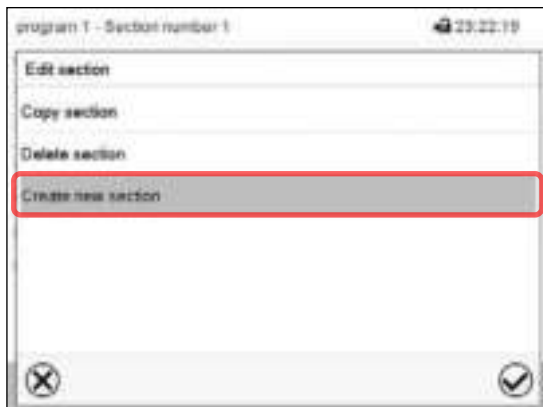 program 1 - Section number 1 23:22:19
Edit section
Copy section
Delete section
Create new section